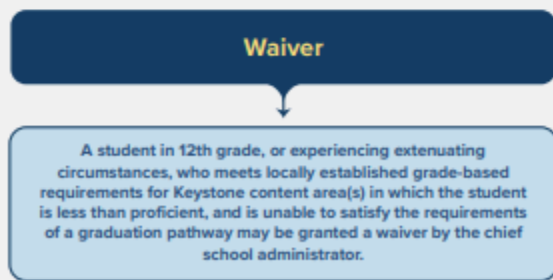 Waiver
A student in 12th grade, or experiencing extenuating
circumstances, who meets locally established grade-based
requirements for Keystone content area(s) in which the student
is less than proficient, and is unable to satisfy the requirements
of a graduation pathway may be granted a waiver by the chief
school administrator.